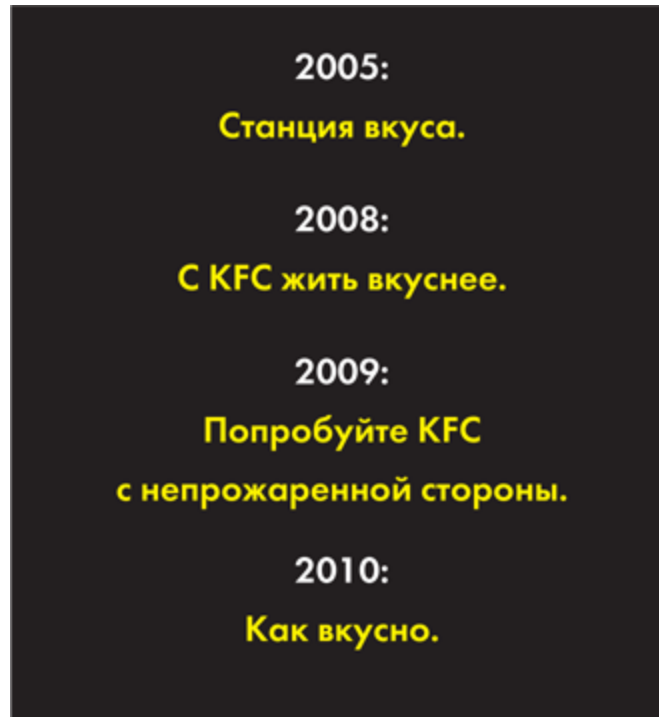 2005:
Станция вкуса.
2008:
С KFC жить вкуснее.
2009:
Попробуйте KFC
с непрожаренной стороны.
2010:
Как вкусно.